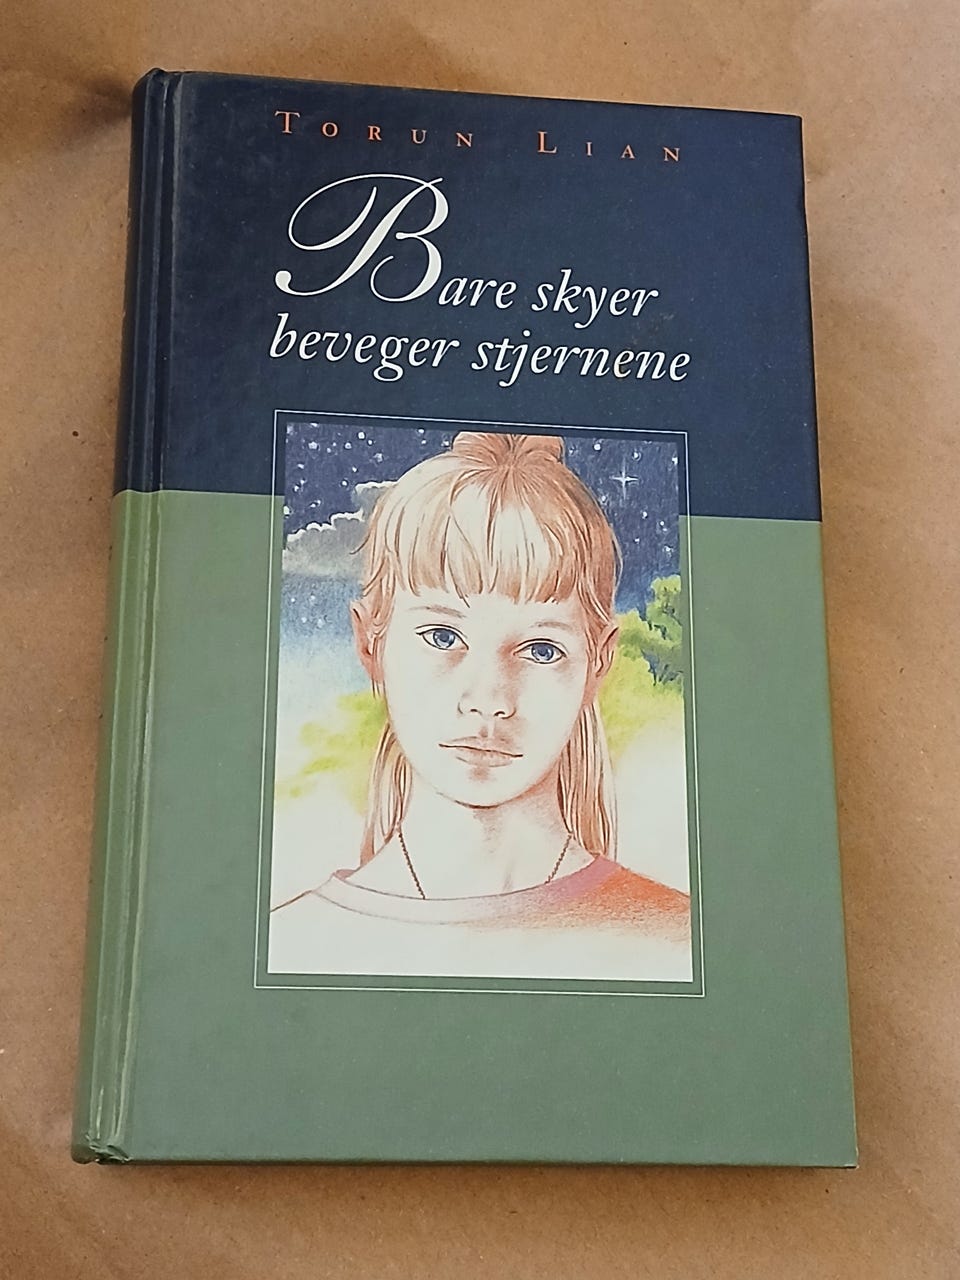 TORUN LIAN
Bare skyer
beveger stjernene